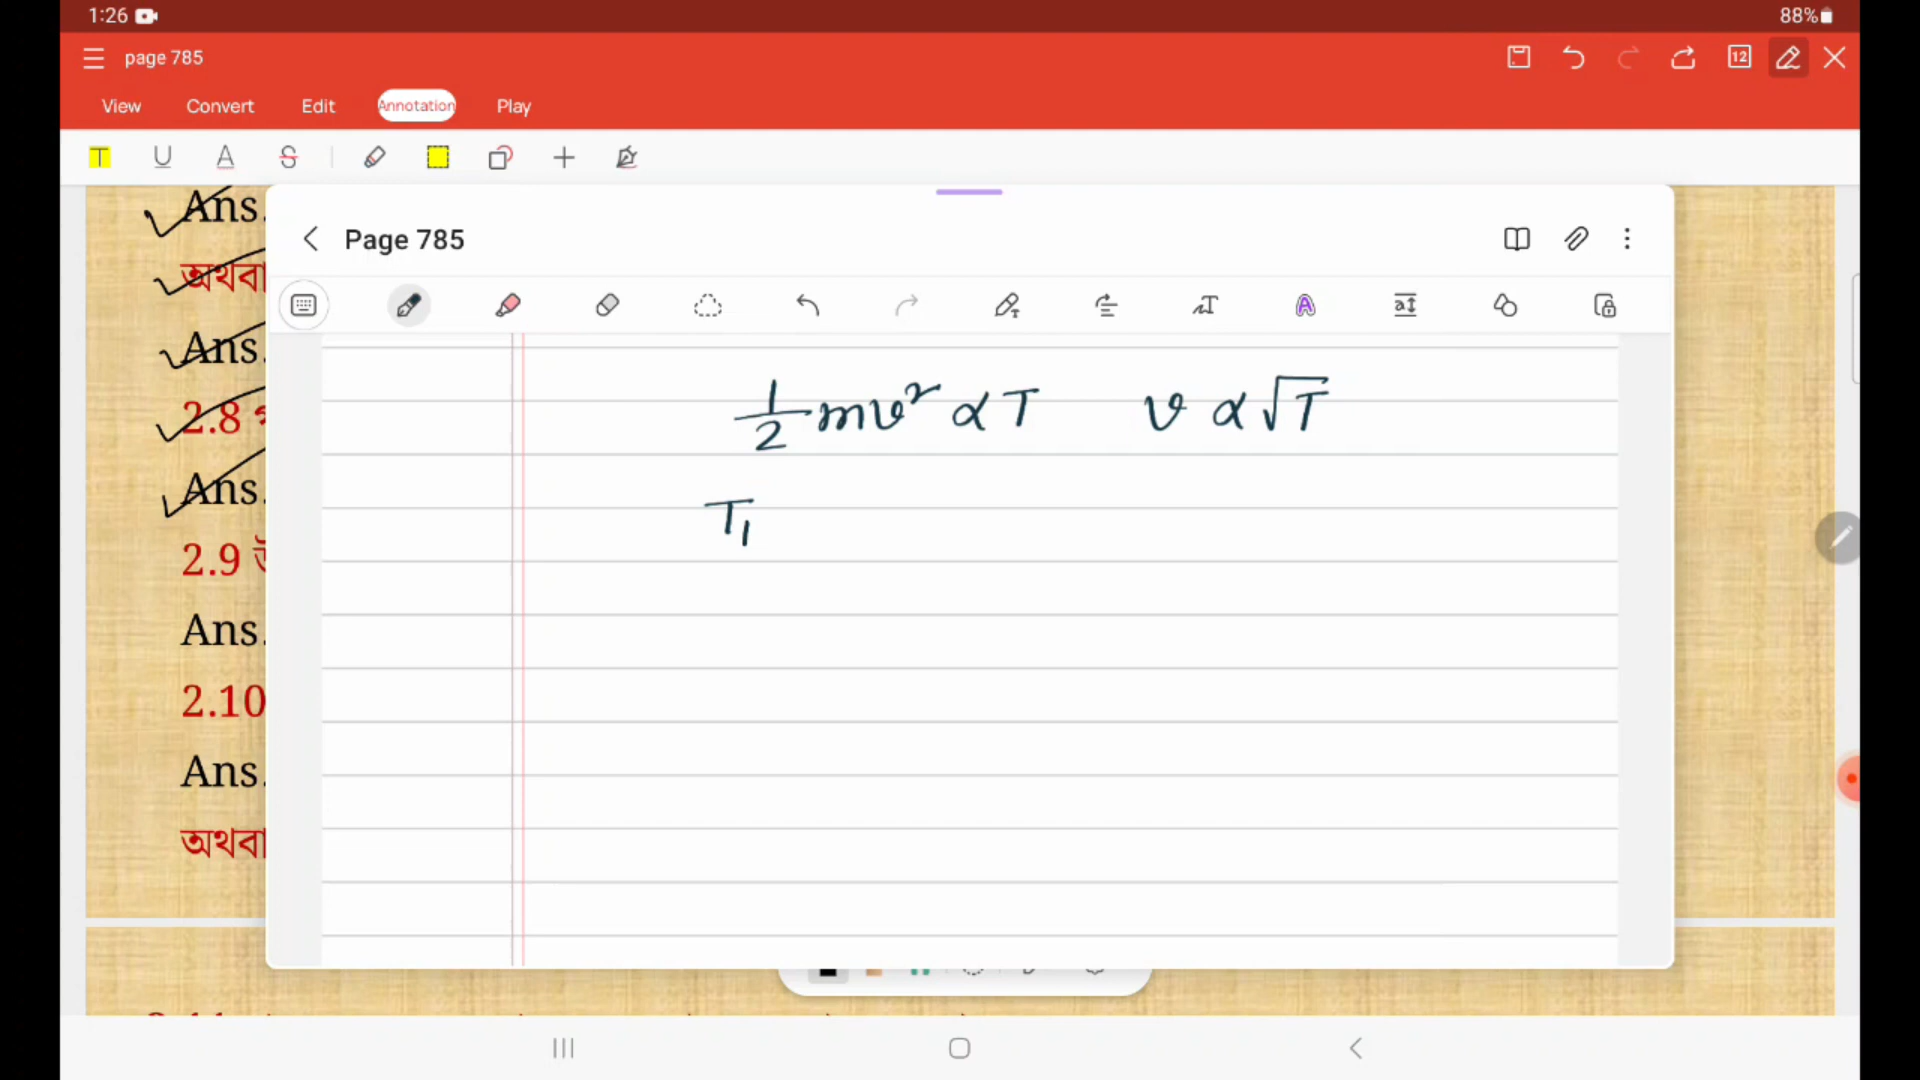 1:26
88%
page 785
12
View Convert Edit Annotation Play
T U A S
Ans.
Page 785
অথবা
Ans.
½mv² ∝ T v ∝ √T
2.8
Ans.
T₁
2.9
Ans.
2.10
Ans.
অথবা